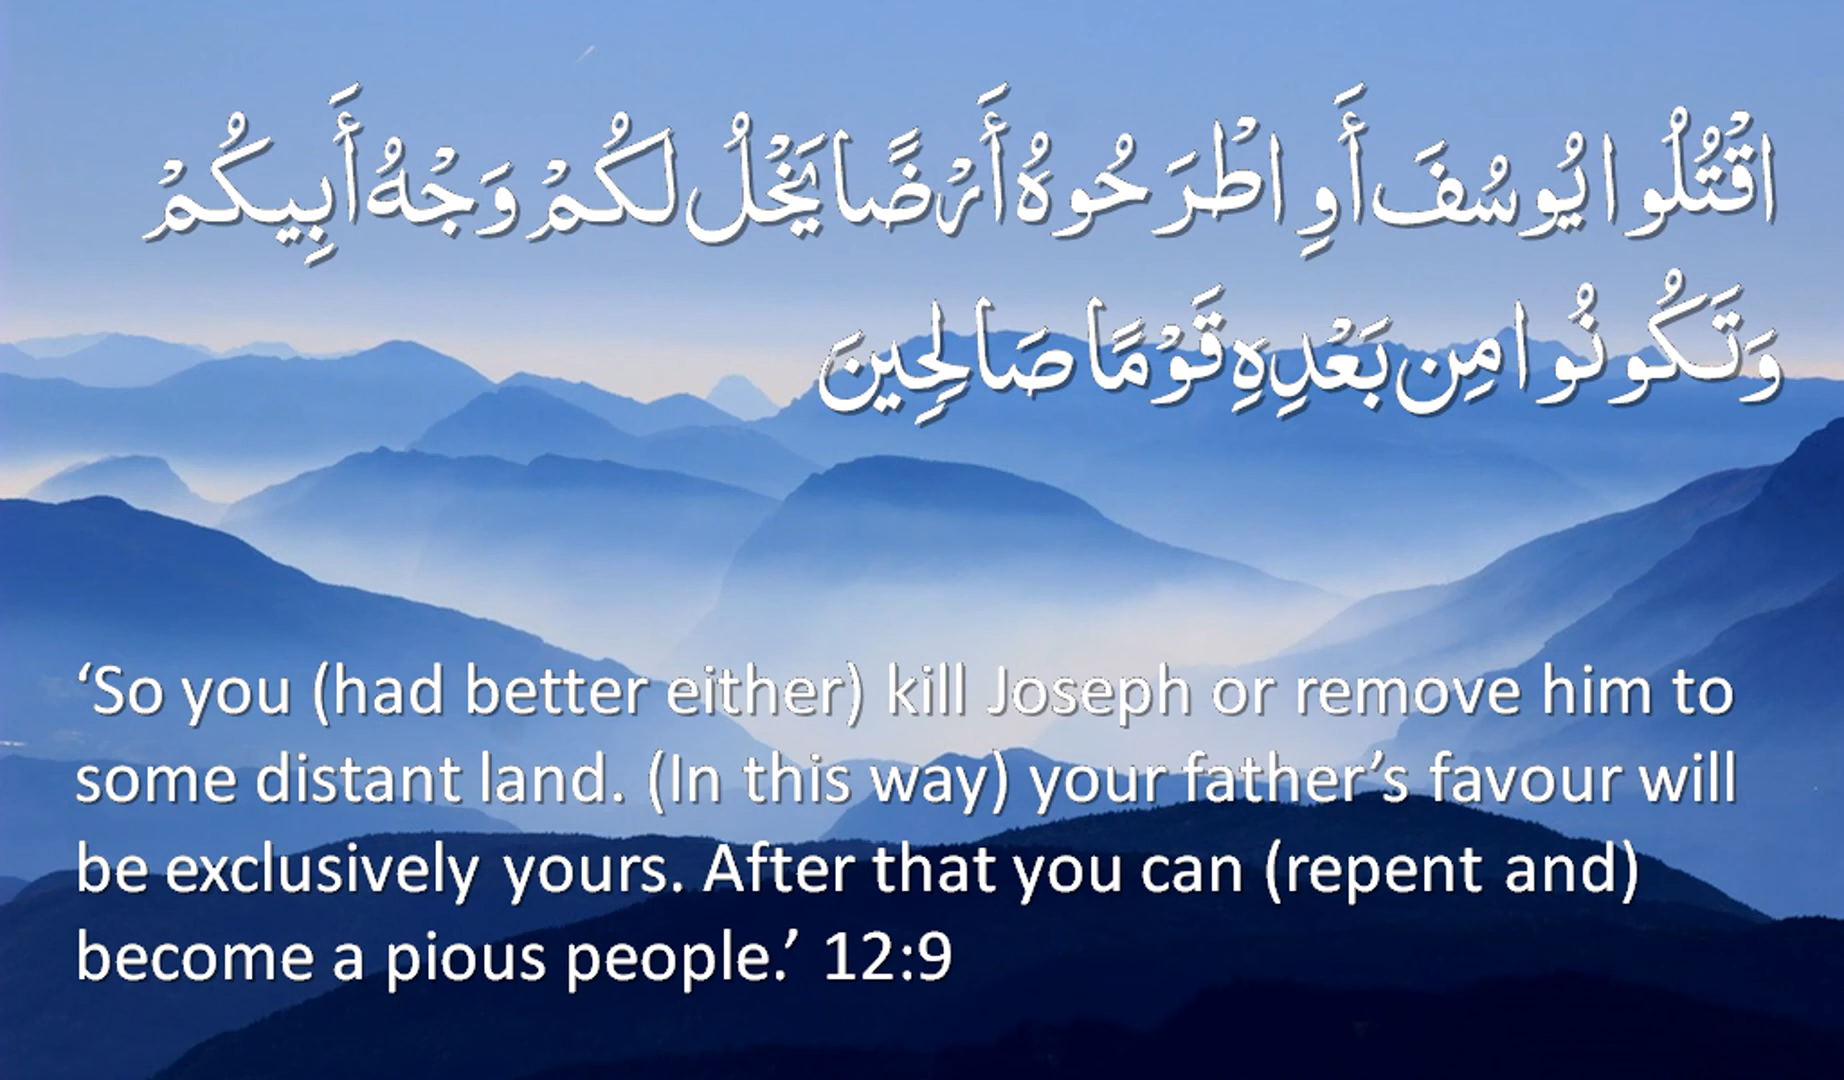 اقْتُلُوا يُوسُفَ أَوِ اطْرَحُوهُ أَرْضًا يَخْلُ لَكُمْ وَجْهُ أَبِيكُمْ
وَتَكُونُوا مِن بَعْدِهِ قَوْمًا صَالِحِينَ
‘So you (had better either) kill Joseph or remove him to
some distant land. (In this way) your father’s favour will
be exclusively yours. After that you can (repent and)
become a pious people.’ 12:9